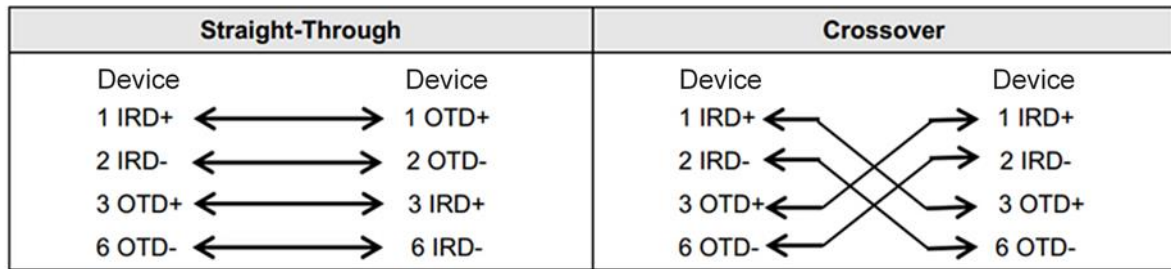 Straight-Through Crossover
Device Device Device Device
1 IRD+ 1 OTD+ 1 IRD+ 1 IRD+
2 IRD- 2 OTD- 2 IRD- 2 IRD-
3 OTD+ 3 IRD+ 3 OTD+ 3 OTD+
6 OTD- 6 IRD- 6 OTD- 6 OTD-